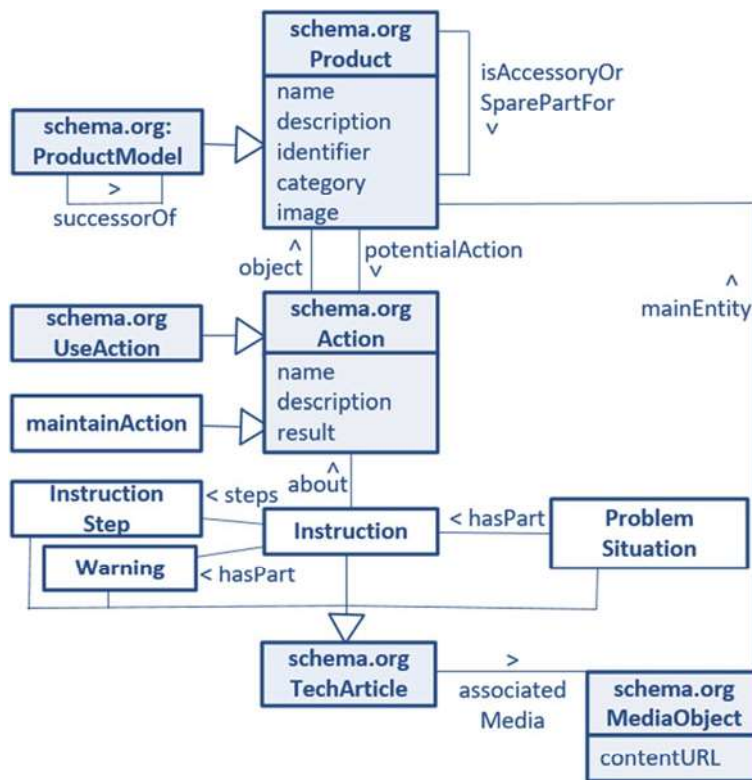 schema.org
Product
name
description
identifier
category
image
isAccessoryOr
SparePartFor
v
schema.org:
ProductModel
>
successorOf
^
object
potentialAction
v
^
mainEntity
schema.org
UseAction
schema.org
Action
name
description
result
maintainAction
^
about
Instruction
Step
< steps
Instruction
< hasPart
Problem
Situation
Warning
< hasPart
schema.org
TechArticle
>
associated
Media
schema.org
MediaObject
contentURL